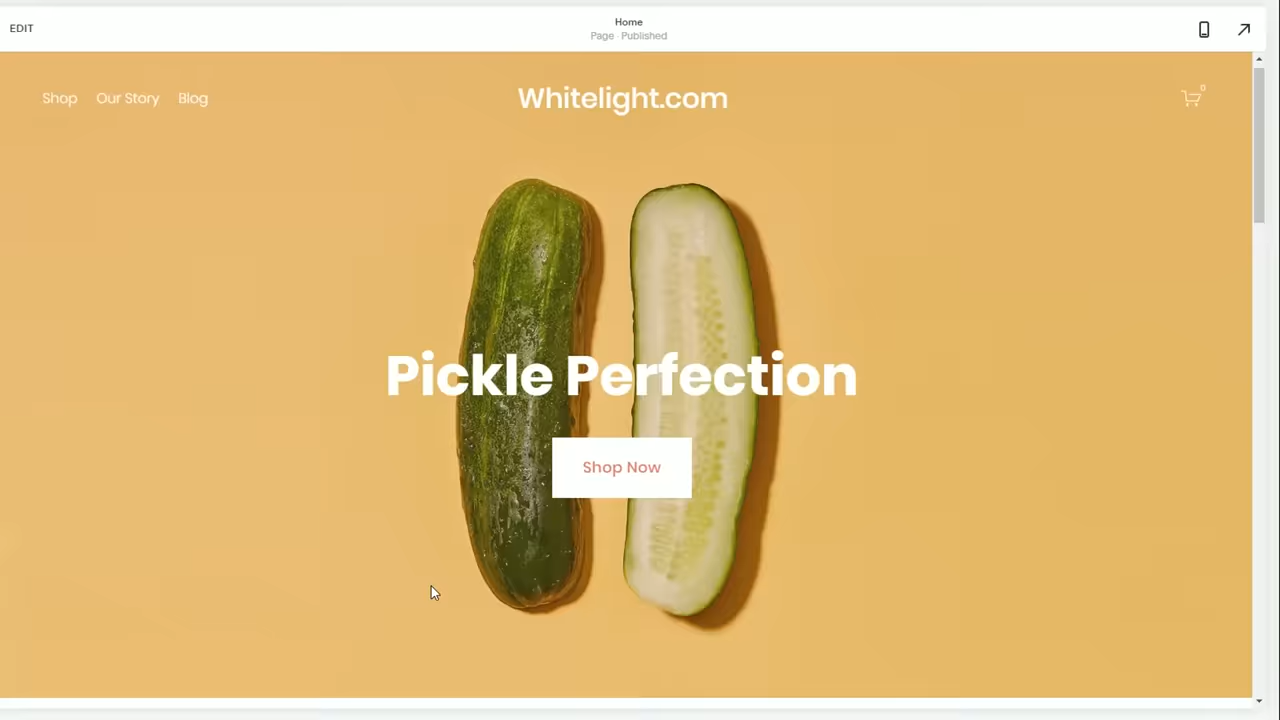 EDIT
Home
Page · Published
Shop Our Story Blog
Whitelight.com
0
Pickle Perfection
Shop Now